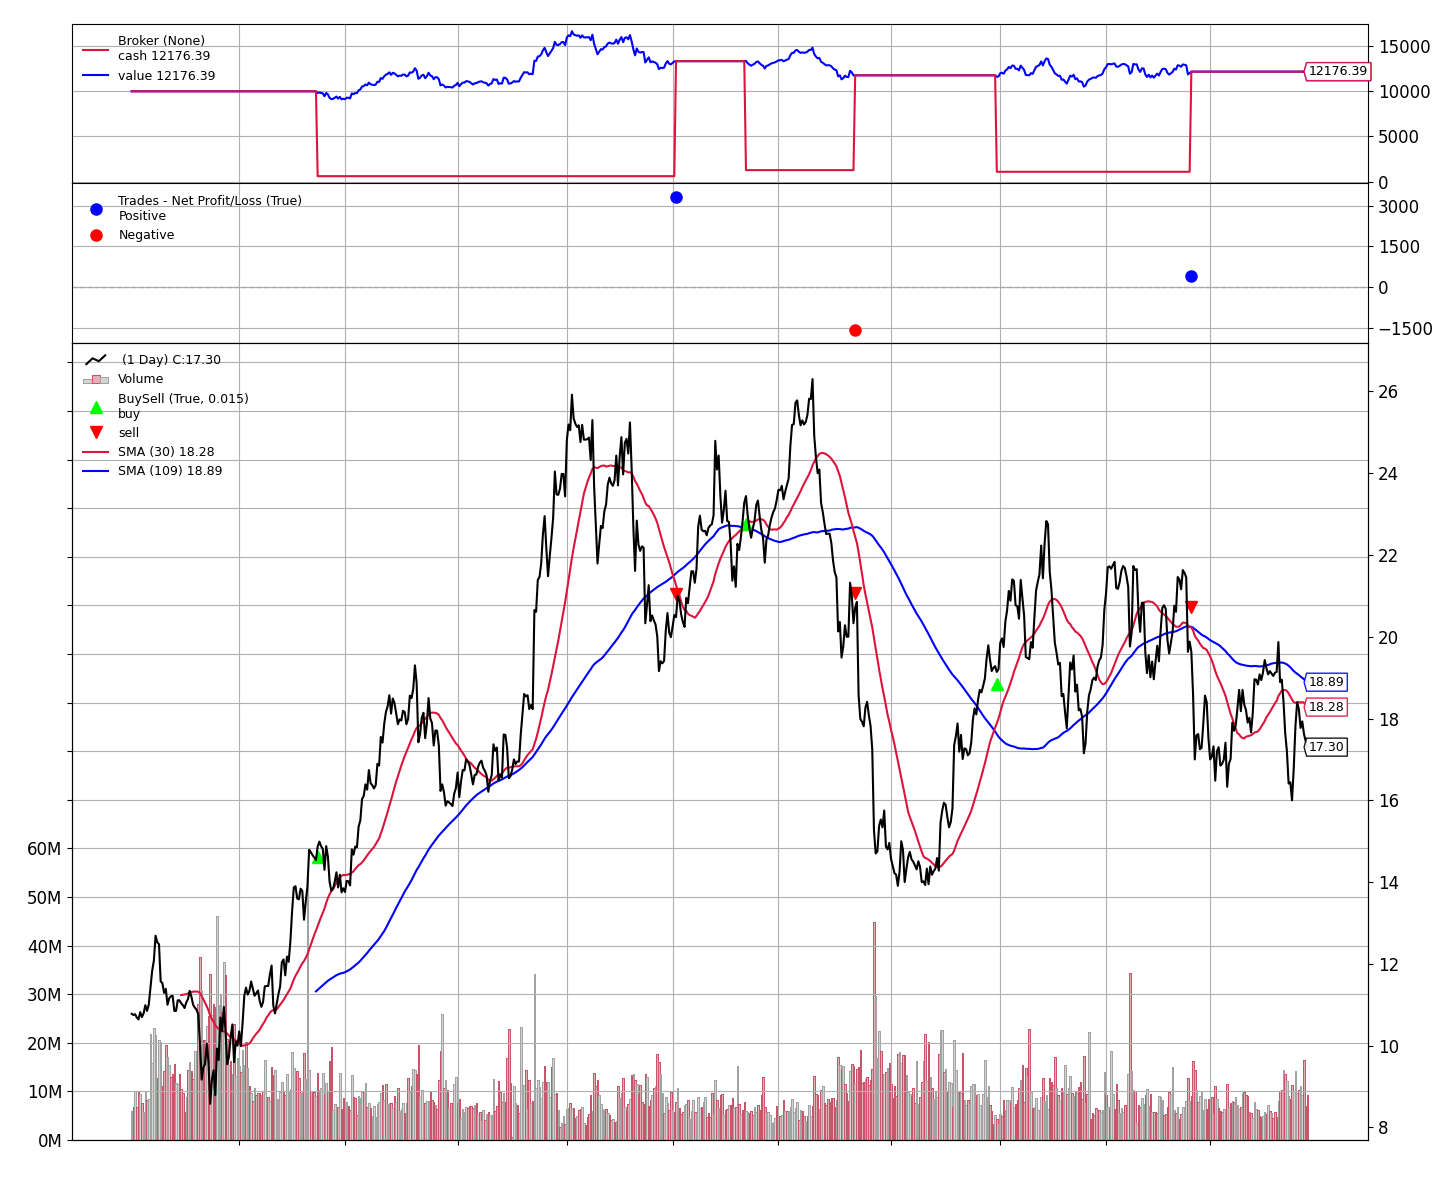 Broker (None)
cash 12176.39
value 12176.39
15000
12176.39
10000
5000
0
Trades - Net Profit/Loss (True)
Positive
Negative
3000
1500
0
−1500
(1 Day) C:17.30
Volume
BuySell (True, 0.015)
buy
sell
SMA (30) 18.28
SMA (109) 18.89
26
24
22
20
18.89
18.28
18
17.30
16
14
12
10
8
60M
50M
40M
30M
20M
10M
0M